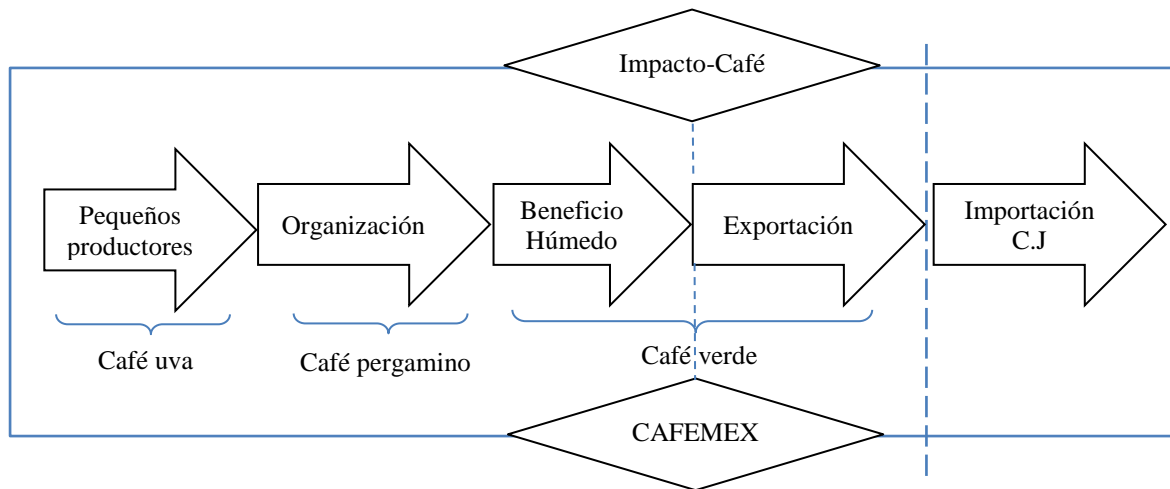 Impacto-Café
Pequeños
productores
Organización
Beneficio
Húmedo
Exportación
Importación
C.J
Café uva
Café pergamino
Café verde
CAFEMEX